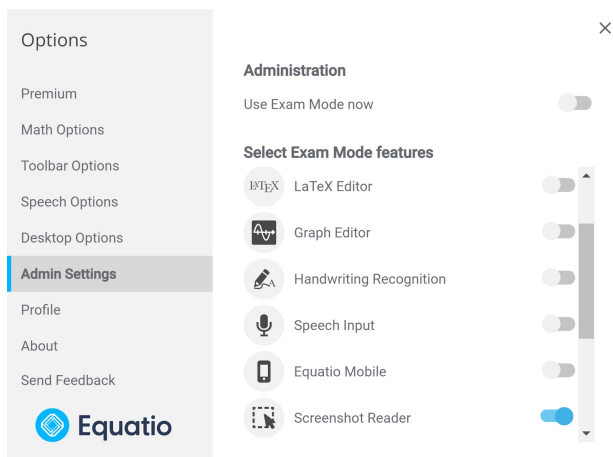 Options
Premium
Math Options
Toolbar Options
Speech Options
Desktop Options
Admin Settings
Profile
About
Send Feedback
Equatio
Administration
Use Exam Mode now
Select Exam Mode features
LATEX LaTeX Editor
Graph Editor
Handwriting Recognition
Speech Input
Equatio Mobile
Screenshot Reader